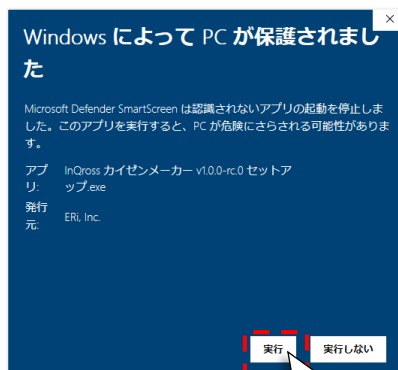 Windows によって PC が保護されまし
た
Microsoft Defender SmartScreen は認識されないアプリの起動を停止しま
した。このアプリを実行すると、PC が危険にさらされる可能性がありま
す。
アプ InQross カイゼンメーカー v1.0.0-rc.0 セットア
リ: ップ.exe
発行
元: ERi, Inc.
実行 実行しない